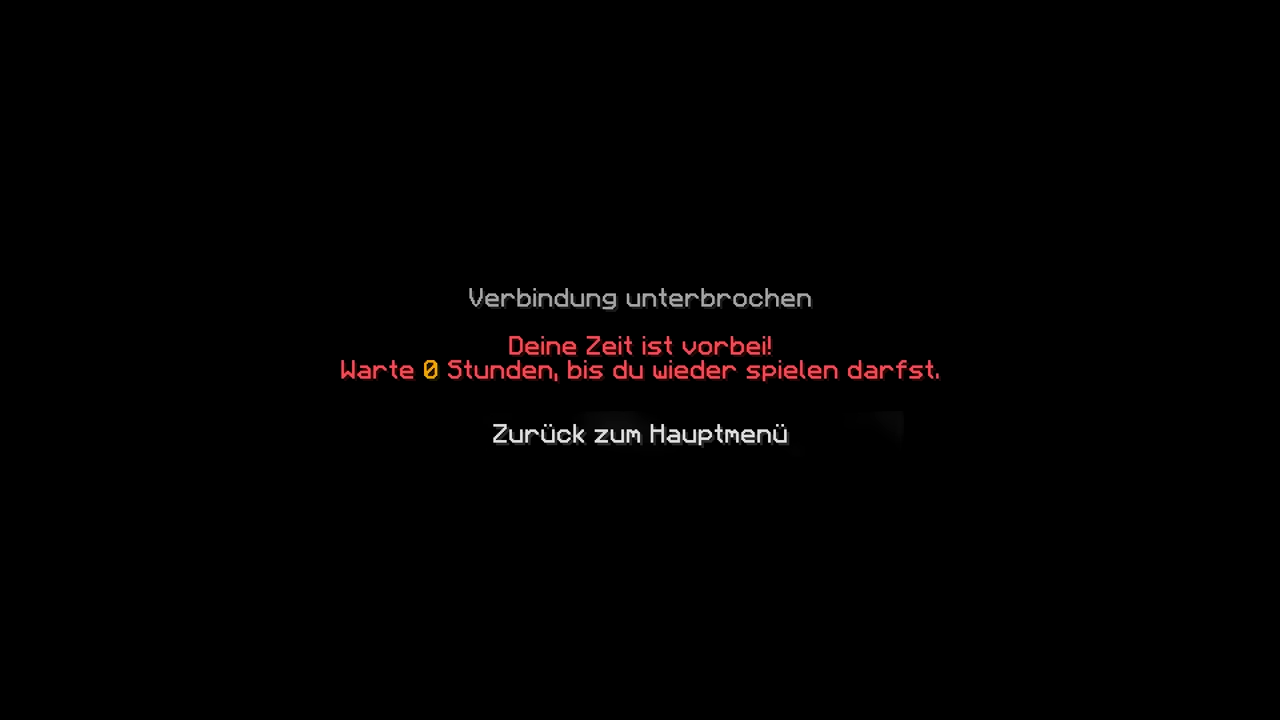 Verbindung unterbrochen
Deine Zeit ist vorbei!
Warte 0 Stunden, bis du wieder spielen darfst.
Zurück zum Hauptmenü